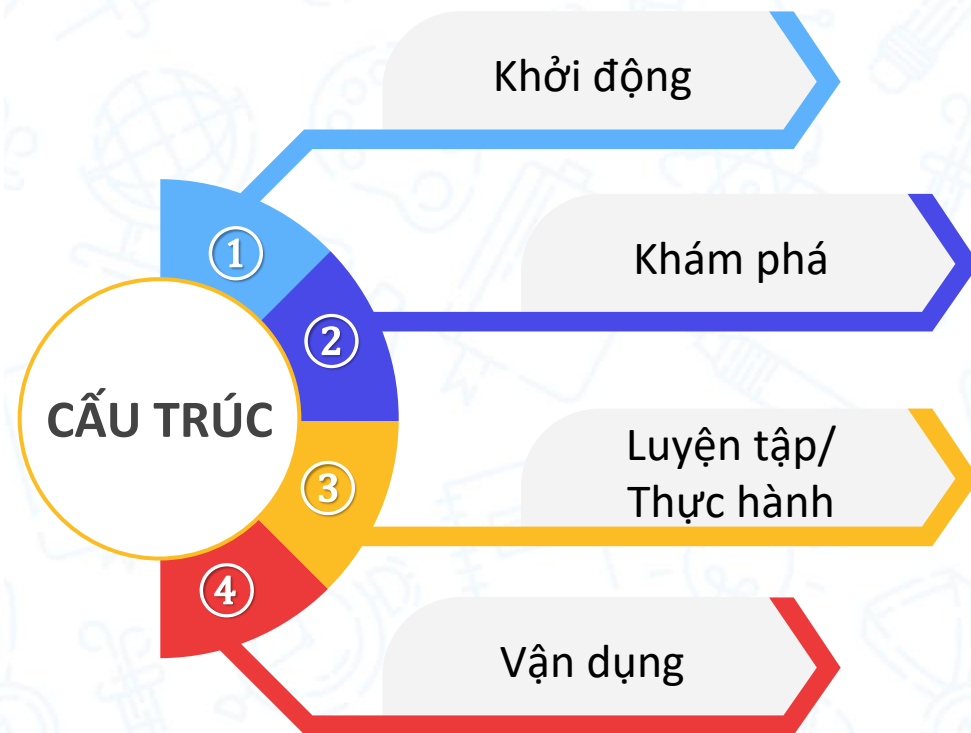 CẤU TRÚC
①
Khởi động
②
Khám phá
③
Luyện tập/
Thực hành
④
Vận dụng